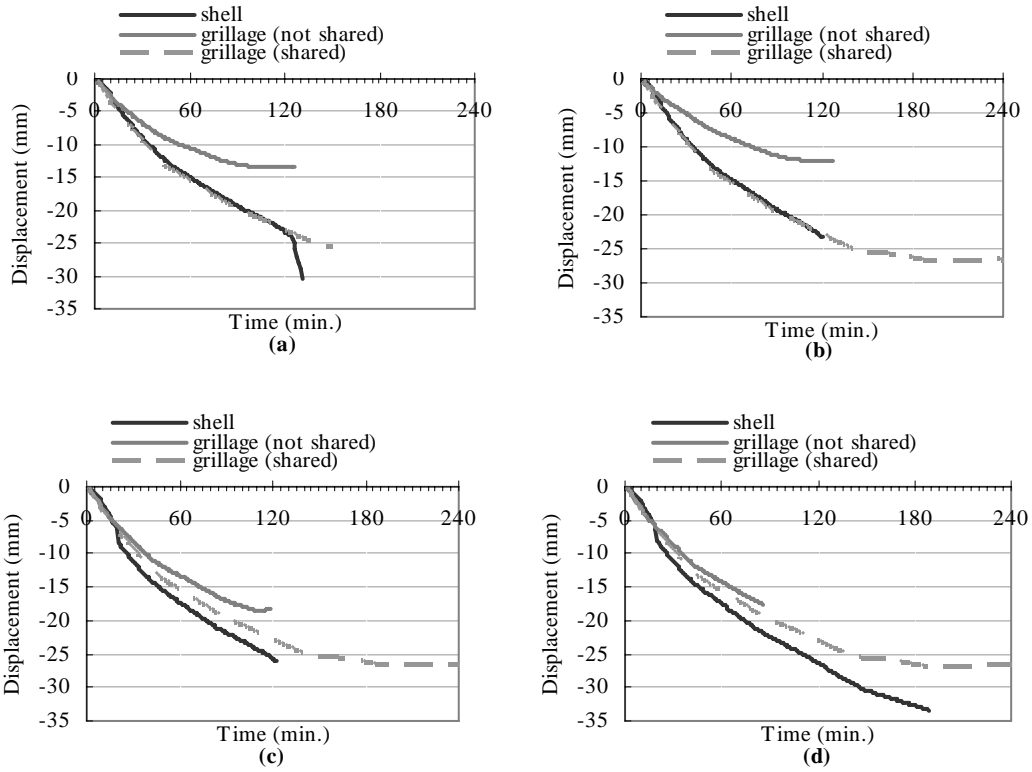 shell
grillage (not shared)
grillage (shared)
0
-5
-10
-15
-20
-25
-30
-35
0 60 120 180 240
Displacement (mm)
Time (min.)
(a)
shell
grillage (not shared)
grillage (shared)
0
-5
-10
-15
-20
-25
-30
-35
0 60 120 180 240
Displacement (mm)
Time (min.)
(b)
shell
grillage (not shared)
grillage (shared)
0
-5
-10
-15
-20
-25
-30
-35
0 60 120 180 240
Displacement (mm)
Time (min.)
(c)
shell
grillage (not shared)
grillage (shared)
0
-5
-10
-15
-20
-25
-30
-35
0 60 120 180 240
Displacement (mm)
Time (min.)
(d)